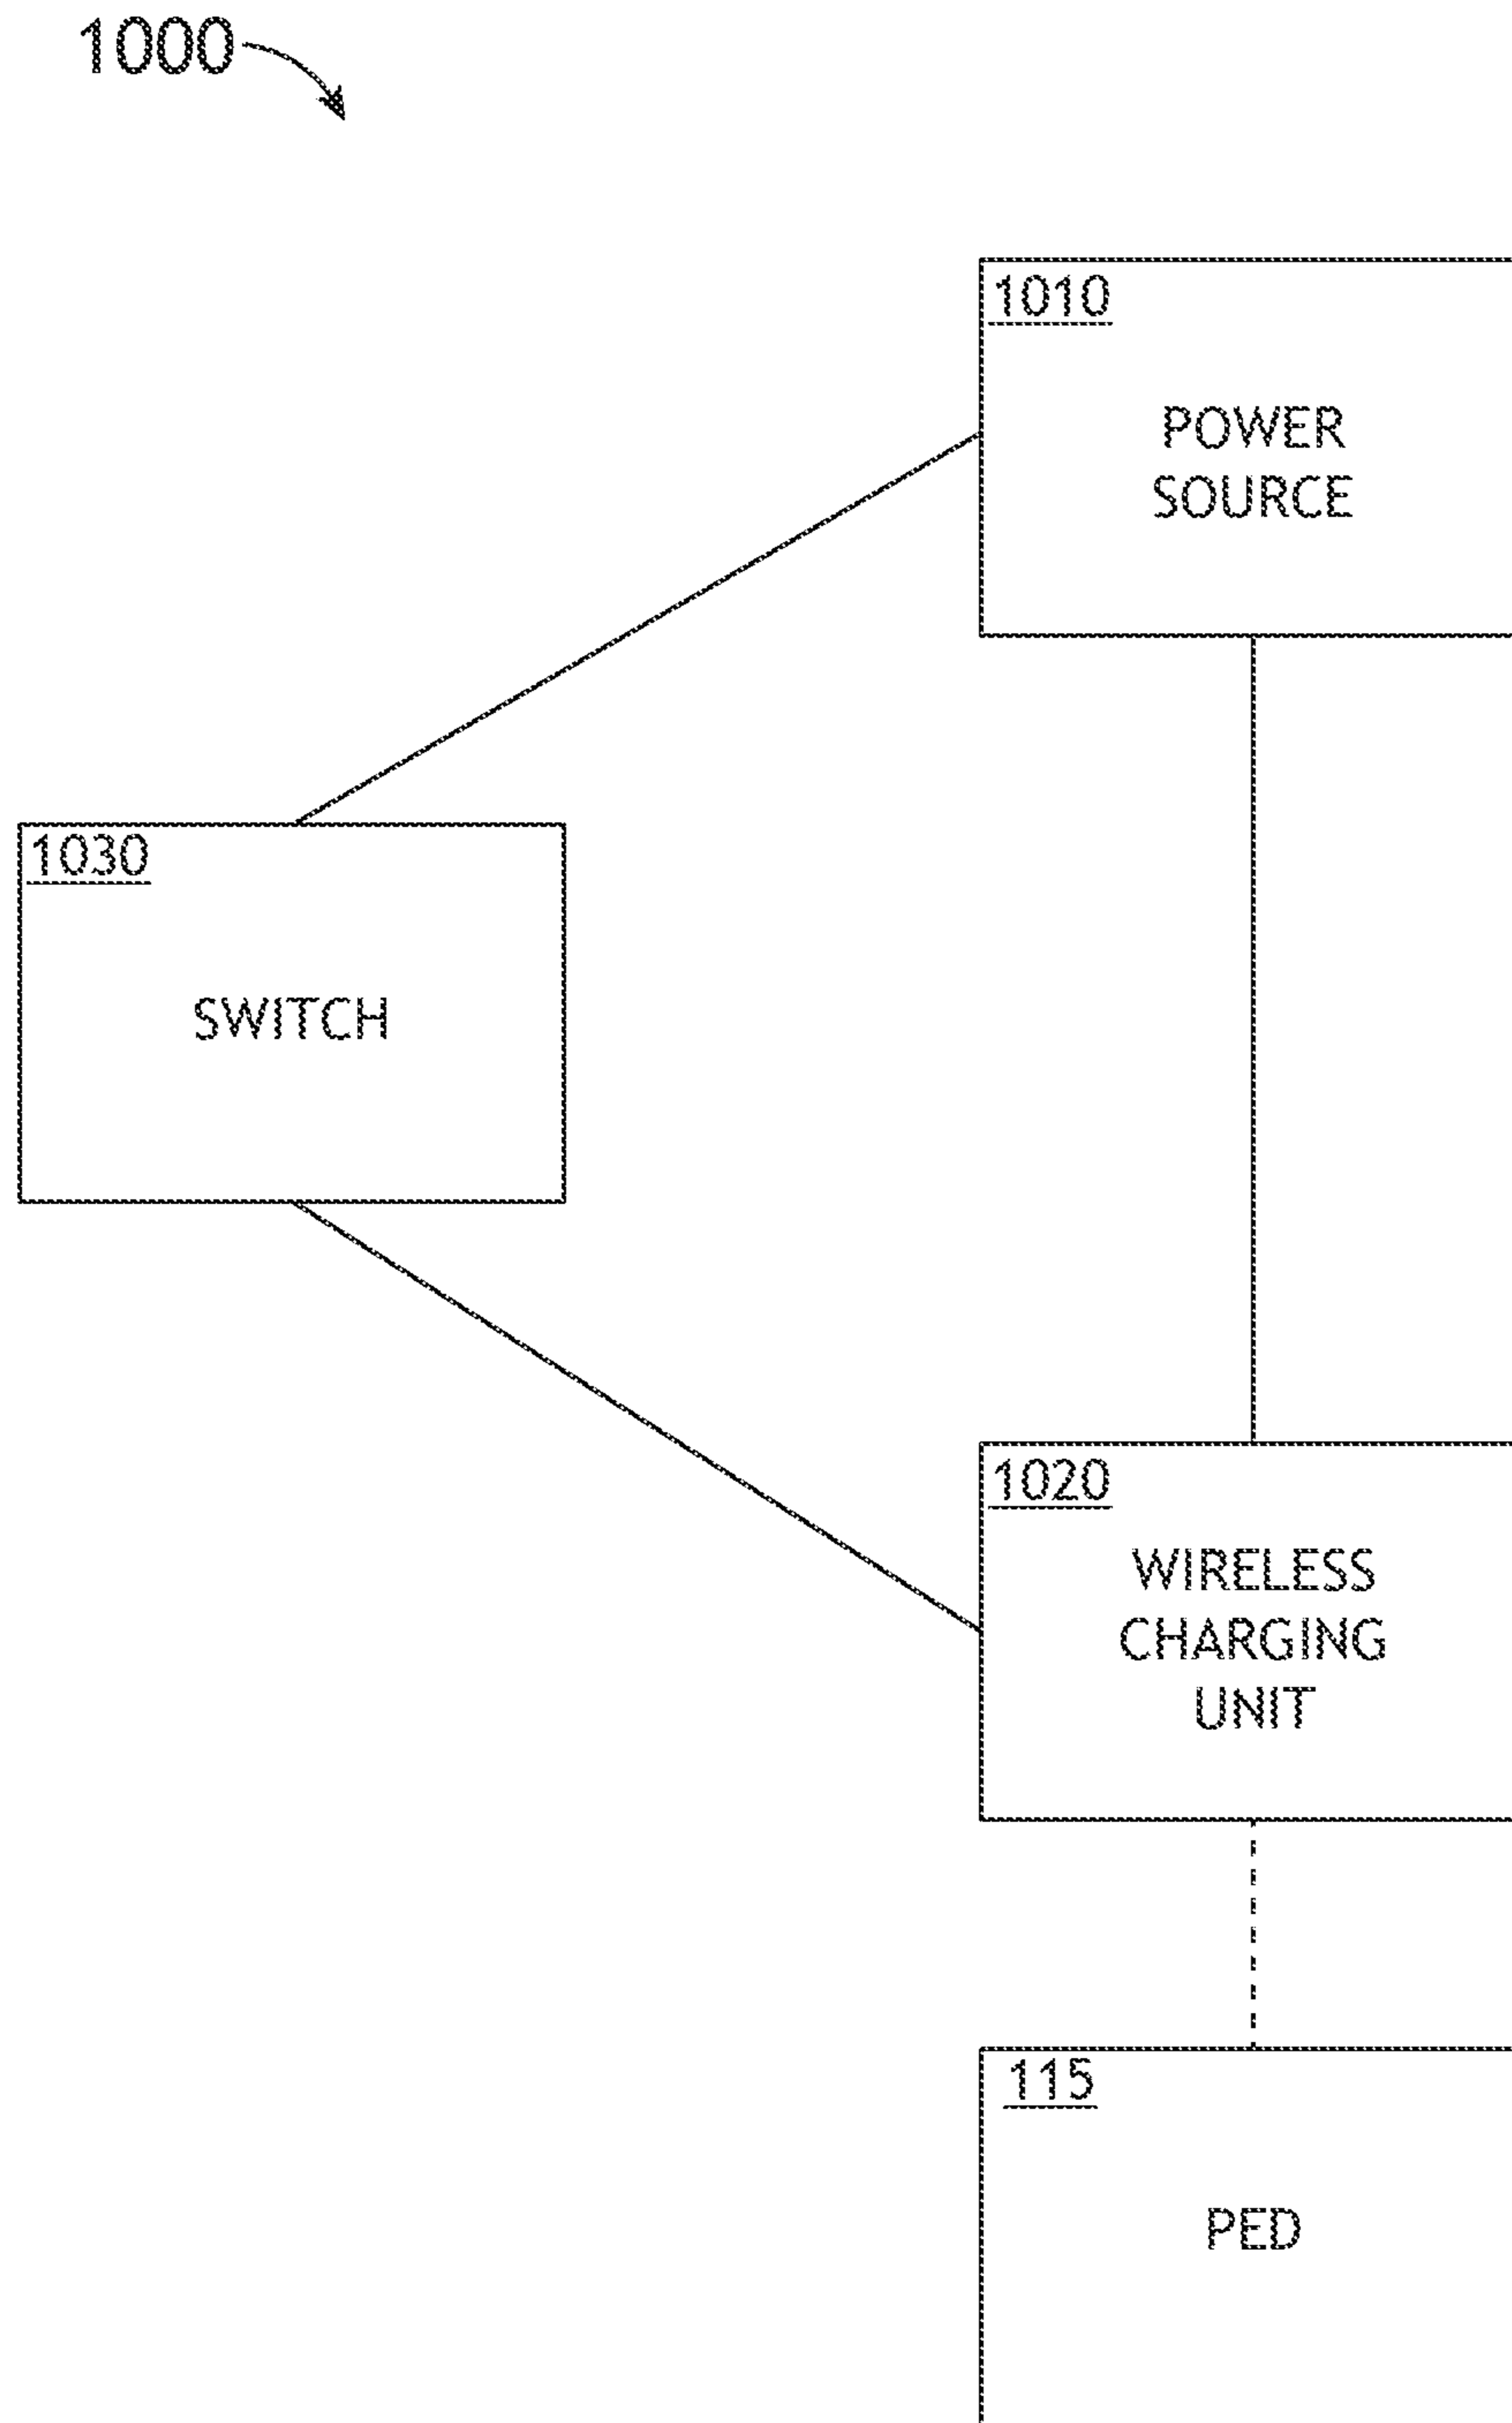 1000
1010
POWER
SOURCE
1030
SWITCH
1020
WIRELESS
CHARGING
UNIT
115
PED